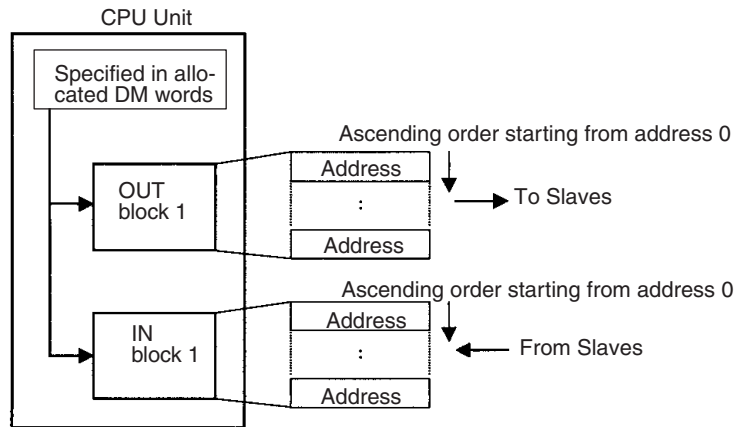 CPU Unit
Specified in allo-
cated DM words
Ascending order starting from address 0
Address
OUT
block 1
:
To Slaves
Address
Ascending order starting from address 0
Address
IN
block 1
:
From Slaves
Address